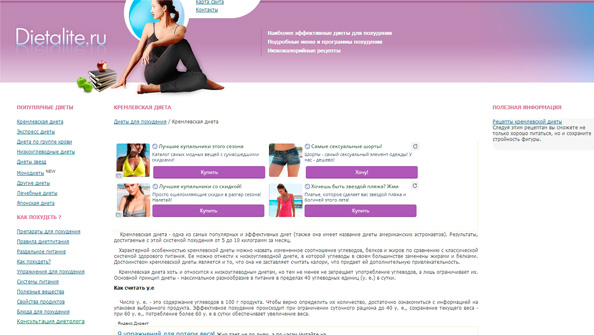 Карта сайта
Контакты
Dietalite.ru
Наиболее эффективные диеты для похудения
Подробные меню и программы похудения
Низкокалорийные рецепты
ПОПУЛЯРНЫЕ ДИЕТЫ
Кремлевская диета
Экспресс диеты
Диета по группе крови
Низкоуглеводные диеты
Диеты звезд
Монодиеты NEW
Другие диеты
Лечебные диеты
Японская диета
КАК ПОХУДЕТЬ ?
Препараты для похудения
Правила диетпитания
Раздельное питание
Как похудеть?
Упражнения для похудения
Системы питания
Полезные вещества
Свойства продуктов
Блюда для похудения
Консультация диетолога
КРЕМЛЕВСКАЯ ДИЕТА
Диеты для похудения / Кремлевская диета
Лучшие купальники этого сезона
Каталог самых модных вещей с сумасшедшими скидками!
Купить
Самые сексуальные шорты!
Шорты - самый сексуальный элемент одежды! У нас - дешево!
Хочу!
Лучшие купальники со скидкой!
Просто ошеломляющие скидки в разгар сезона! Налетай!
Купить
Хочешь быть звездой пляжа? Жми
Платье, которое сделает вас звездой пляжа и богиней этого лета!
Купить
Кремлевская диета - одна из самых популярных и эффективных диет (также она имеет название диеты американских астронавтов). Результаты,
достигаемые с этой системой похудения от 5 до 18 килограмм за месяц.
Характерной особенностью кремлевской диеты можно назвать измененное соотношение углеводов, белков и жиров по сравнению с классической
системой здорового питания. Ее можно отнести к низкоуглеводной диете, в которой углеводы в своем большинстве заменены жирами и белками.
Достоинством кремлевской диеты является и то, что она не заставляет считать калории, что придает ей дополнительную привлекательность.
Кремлевская диета хоть и относится к низкоуглеводным диетам, но тем не менее не запрещает употребление углеводов, а лишь ограничивает их.
Основной принцип диеты - максимальное разнообразие в питании в пределах 40 углеводных единиц (у. е.) в сутки.
Как считать у.е
Число у. е. - это содержание углеводов в 100 г продукта. Чтобы верно определить их количество, достаточно ознакомиться с информацией на
упаковке выбранного продукта. Эффективное похудение происходит при ограничении суточного рациона до 40 у. е., сохранение текущего веса -
при 60 у. е., потребление более 60 у. е. в сутки обеспечивает увеличение веса.
Яндекс.Директ
ПОЛЕЗНАЯ ИНФОРМАЦИЯ
Рецепты кремлевской диеты
Следуя этим рецептам вы сможете
не только хорошо питаться, но и сохраните
стройность фигуры.